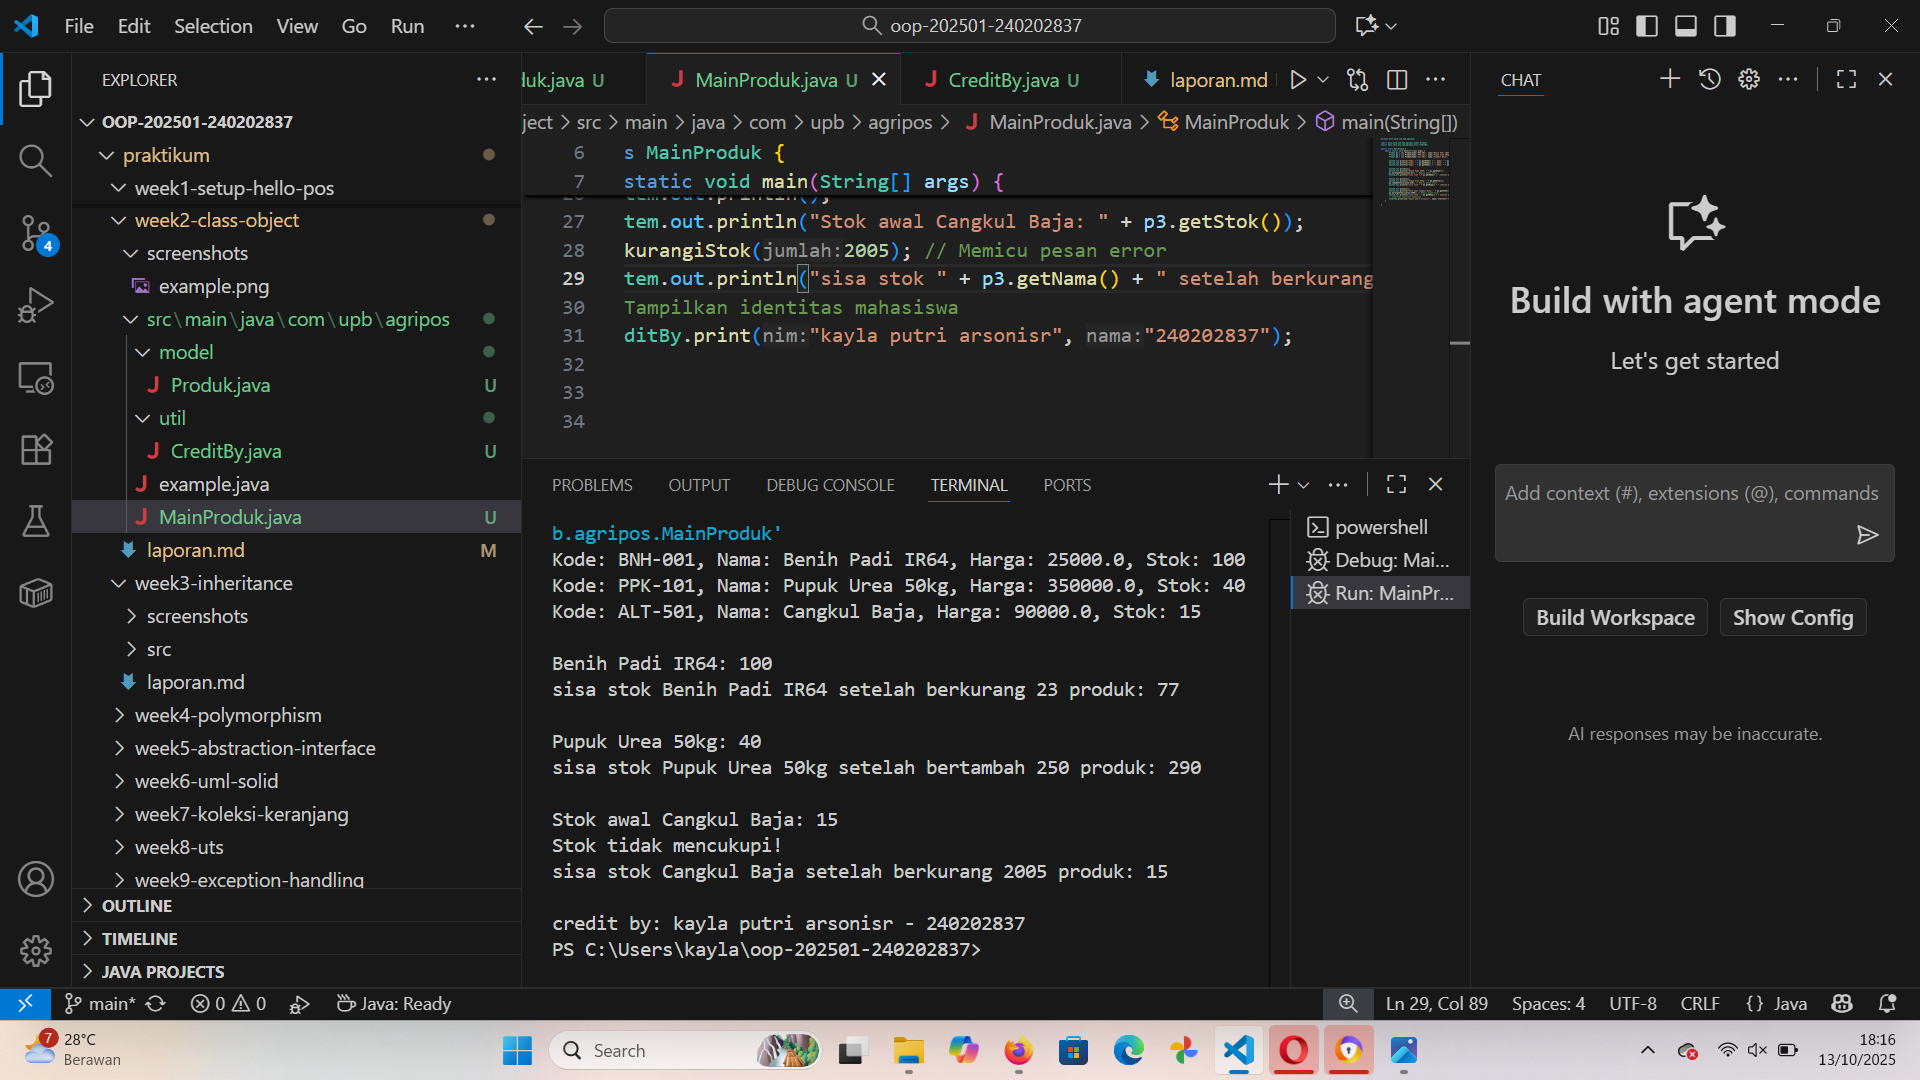 File Edit Selection View Go Run ···
oop-202501-240202837
EXPLORER
OOP-202501-240202837
praktikum
week1-setup-hello-pos
week2-class-object
screenshots
example.png
src\main\java\com\upb\agripos
model
Produk.java U
util
CreditBy.java U
example.java
MainProduk.java U
laporan.md M
week3-inheritance
screenshots
src
laporan.md
week4-polymorphism
week5-abstraction-interface
week6-uml-solid
week7-koleksi-keranjang
week8-uts
week9-exception-handling
OUTLINE
TIMELINE
JAVA PROJECTS
4
duk.java U
MainProduk.java U
CreditBy.java U
laporan.md
ject > src > main > java > com > upb > agripos > MainProduk.java > MainProduk > main(String[])
6 s MainProduk {
7 static void main(String[] args) {
tem.out.println();
27 tem.out.println("Stok awal Cangkul Baja: " + p3.getStok());
28 kurangiStok(jumlah:2005); // Memicu pesan error
29 tem.out.println("sisa stok " + p3.getNama() + " setelah berkurang
30 Tampilkan identitas mahasiswa
31 ditBy.print(nim:"kayla putri arsonisr", nama:"240202837");
32
33
34
PROBLEMS OUTPUT DEBUG CONSOLE TERMINAL PORTS
b.agripos.MainProduk'
Kode: BNH-001, Nama: Benih Padi IR64, Harga: 25000.0, Stok: 100
Kode: PPK-101, Nama: Pupuk Urea 50kg, Harga: 350000.0, Stok: 40
Kode: ALT-501, Nama: Cangkul Baja, Harga: 90000.0, Stok: 15
Benih Padi IR64: 100
sisa stok Benih Padi IR64 setelah berkurang 23 produk: 77
Pupuk Urea 50kg: 40
sisa stok Pupuk Urea 50kg setelah bertambah 250 produk: 290
Stok awal Cangkul Baja: 15
Stok tidak mencukupi!
sisa stok Cangkul Baja setelah berkurang 2005 produk: 15
credit by: kayla putri arsonisr - 240202837
PS C:\Users\kayla\oop-202501-240202837>
powershell
Debug: Mai...
Run: MainPr...
CHAT
Build with agent mode
Let's get started
Add context (#), extensions (@), commands
Build Workspace Show Config
AI responses may be inaccurate.
main* 0 0 Java: Ready
Ln 29, Col 89 Spaces: 4 UTF-8 CRLF {} Java
7
28°C
Berawan
Search
18:16
13/10/2025